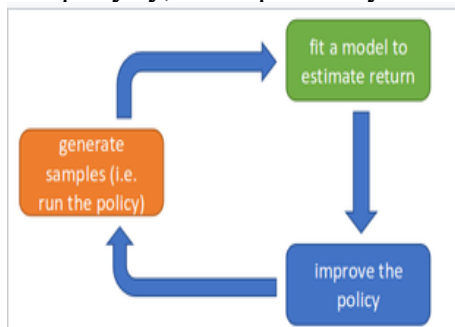 fit a model to
estimate return
generate
samples (i.e.
run the policy)
improve the
policy